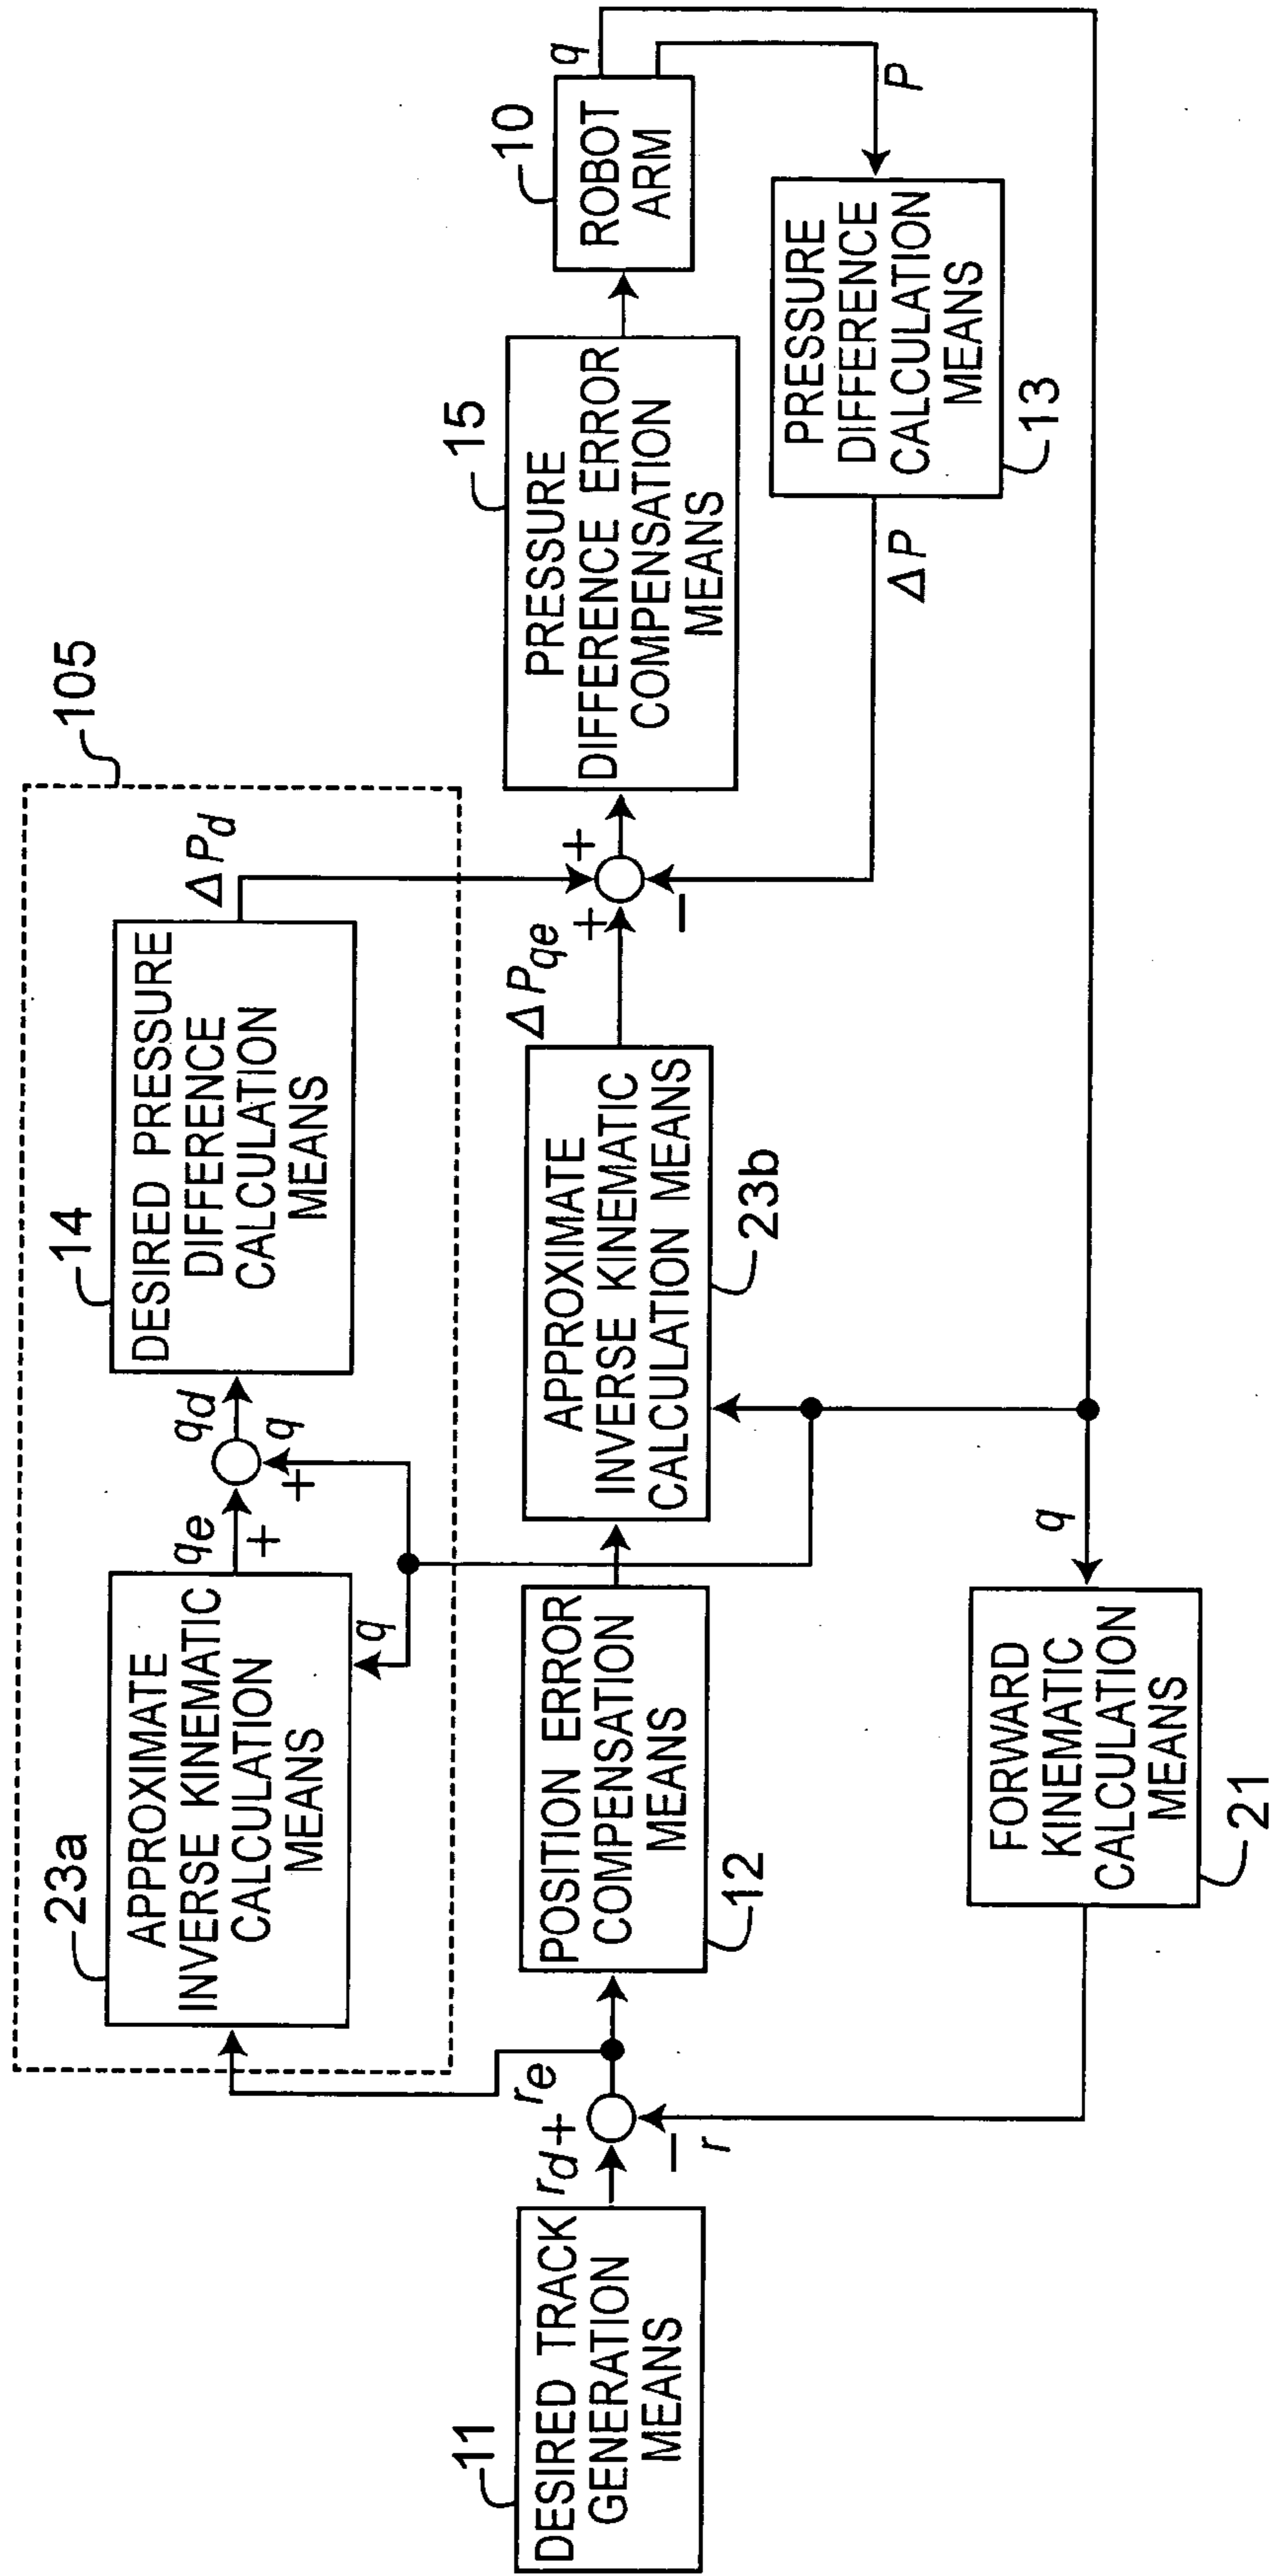 105
23a
APPROXIMATE
INVERSE KINEMATIC
CALCULATION
MEANS
q
qe
+
qd
q
+
14
DESIRED PRESSURE
DIFFERENCE
CALCULATION
MEANS
ΔPd
11
DESIRED TRACK
GENERATION
MEANS
rd
+
re
−
r
POSITION ERROR
COMPENSATION
MEANS
12
APPROXIMATE
INVERSE KINEMATIC
CALCULATION MEANS
23b
ΔPqe
+
+
−
15
PRESSURE
DIFFERENCE ERROR
COMPENSATION
MEANS
10
ROBOT
ARM
q
P
PRESSURE
DIFFERENCE
CALCULATION
MEANS
13
ΔP
q
FORWARD
KINEMATIC
CALCULATION
MEANS
21